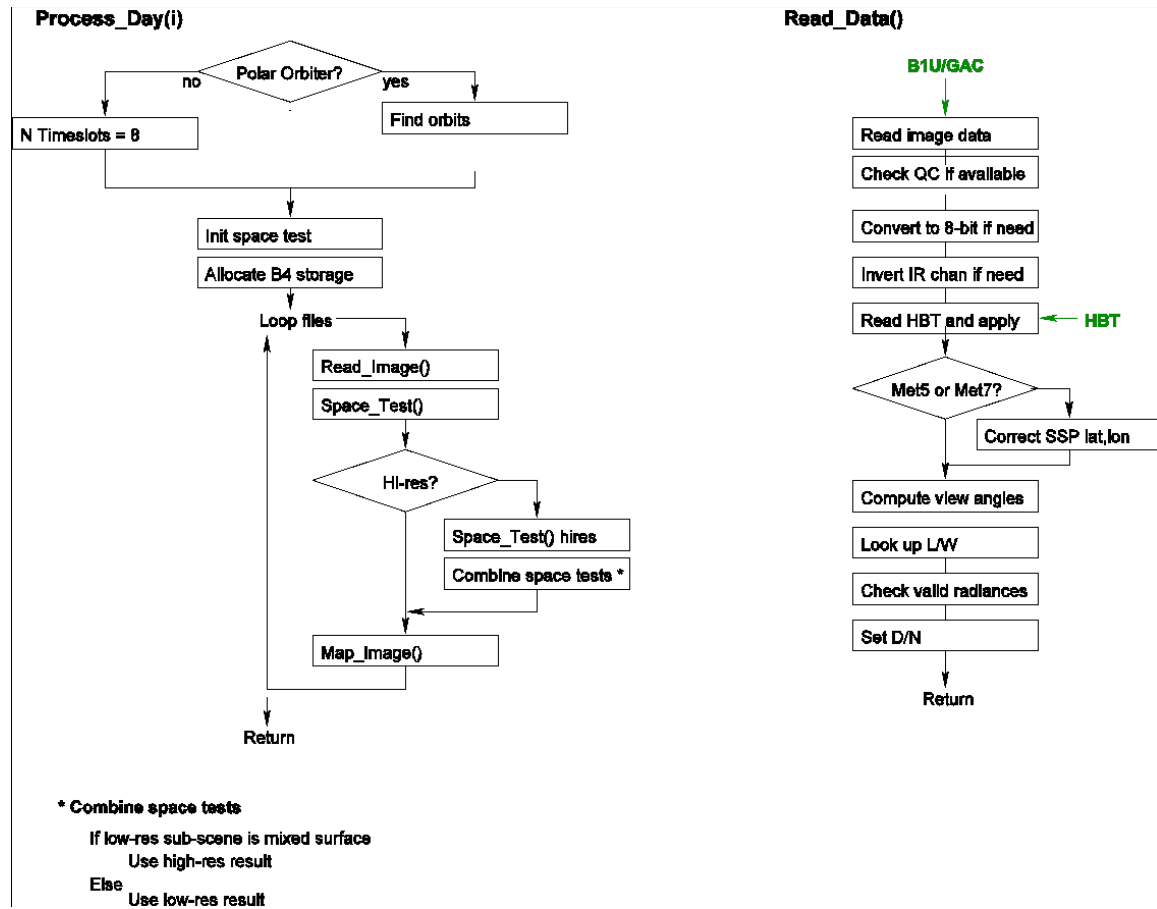 Process_Day(i)
Polar Orbiter?
no
yes
N Timeslots = 8
Find orbits
Init space test
Allocate B4 storage
Loop files
Read_Image()
Space_Test()
Hi-res?
Space_Test() hires
Combine space tests *
Map_Image()
Return
* Combine space tests
If low-res sub-scene is mixed surface
Use high-res result
Else
Use low-res result
Read_Data()
B1U/GAC
Read image data
Check QC if available
Convert to 8-bit if need
Invert IR chan if need
Read HBT and apply
HBT
Met5 or Met7?
Correct SSP lat,lon
Compute view angles
Look up L/W
Check valid radiances
Set D/N
Return